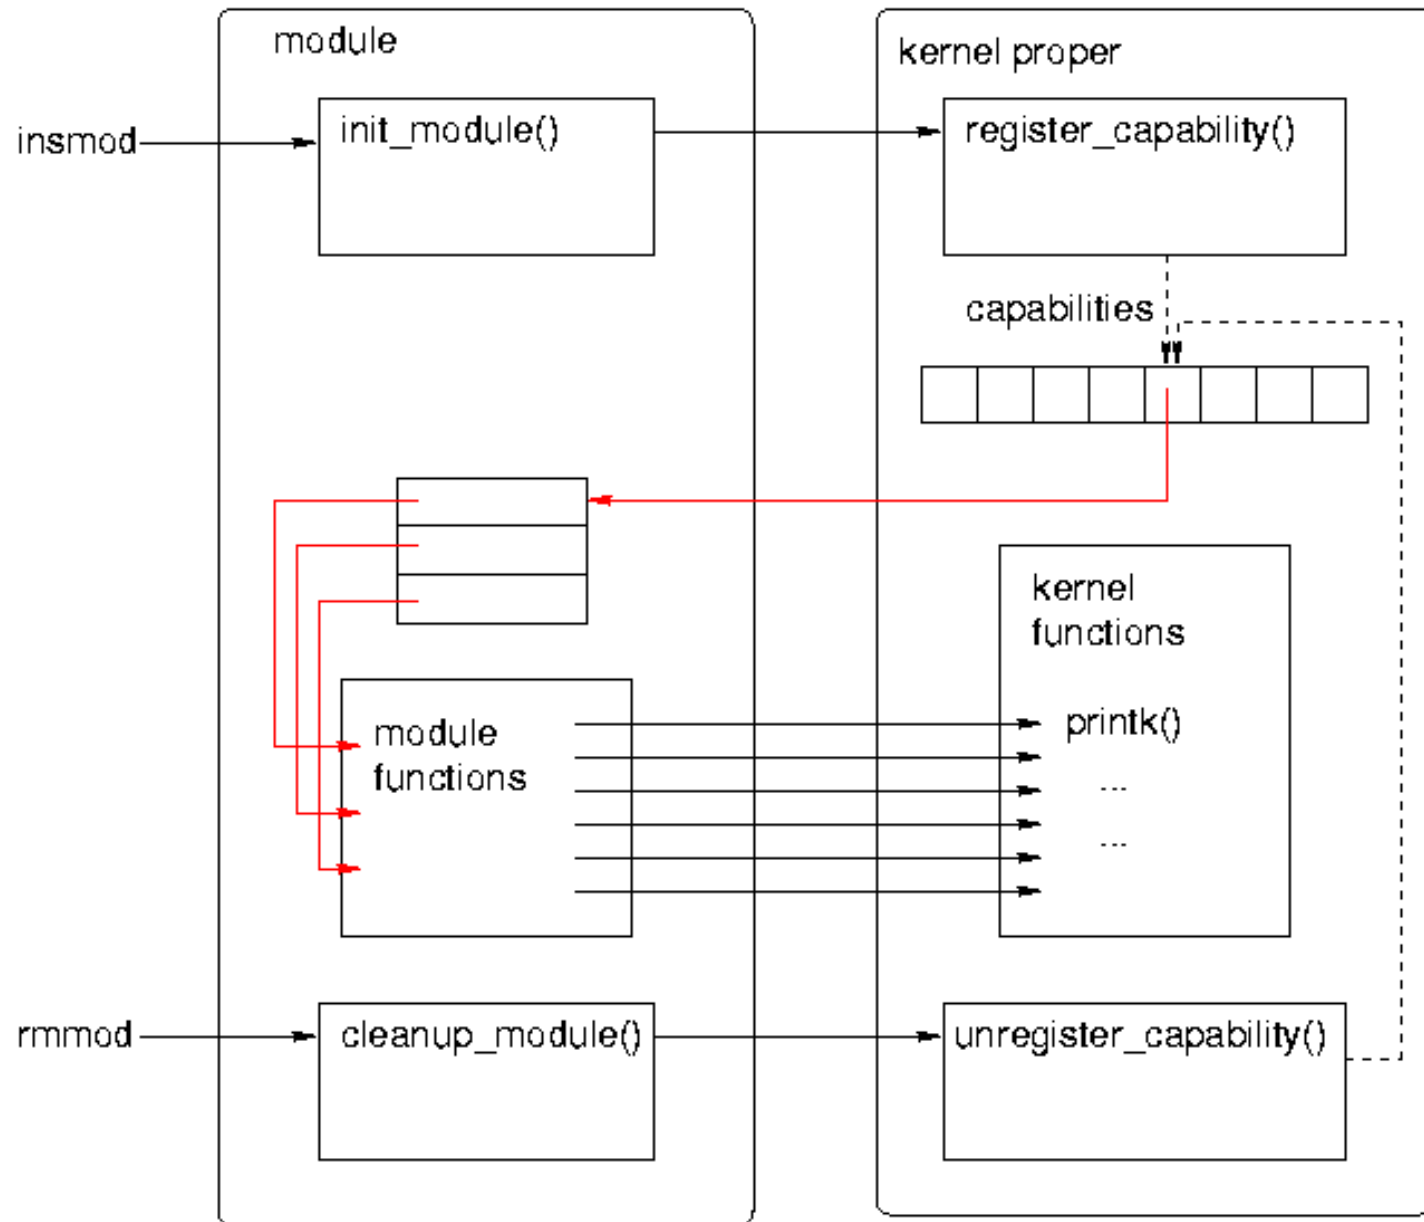 module
kernel proper
insmod
init_module()
register_capability()
capabilities
kernel
functions
module
functions
printk()
...
...
rmmod
cleanup_module()
unregister_capability()